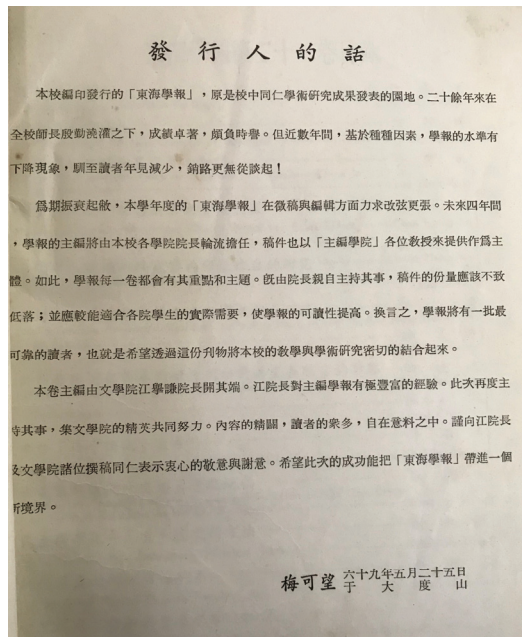 發行人的話
本校編印發行的「東海學報」，原是校中同仁學術硏究成果發表的園地。二十餘年來在
全校師長殷勤澆灌之下，成績卓著，頗負時譽。但近數年間，基於種種因素，學報的水準有
下降現象，馴至讀者年見減少，銷路更無從談起！
爲期振衰起敝，本學年度的「東海學報」在徵稿與編輯方面力求改弦更張。未來四年間
，學報的主編將由本校各學院院長輪流擔任，稿件也以「主編學院」各位敎授來提供作爲主
體。如此，學報每一卷都會有其重點和主題。旣由院長親自主持其事，稿件的份量應該不致
低落；並應較能適合各院學生的實際需要，使學報的可讀性提高。換言之，學報將有一批最
可靠的讀者，也就是希望透過這份刋物將本校的敎學與學術硏究密切的結合起來。
本卷主編由文學院江擧謙院長開其端。江院長對主編學報有極豐富的經驗。此次再度主
持其事，集文學院的精英共同努力。內容的精闢，讀者的衆多，自在意料之中。謹向江院長
及文學院諸位撰稿同仁表示衷心的敬意與謝意。希望此次的成功能把「東海學報」帶進一個
新境界。
梅可望 六十九年五月二十五日
于大度山